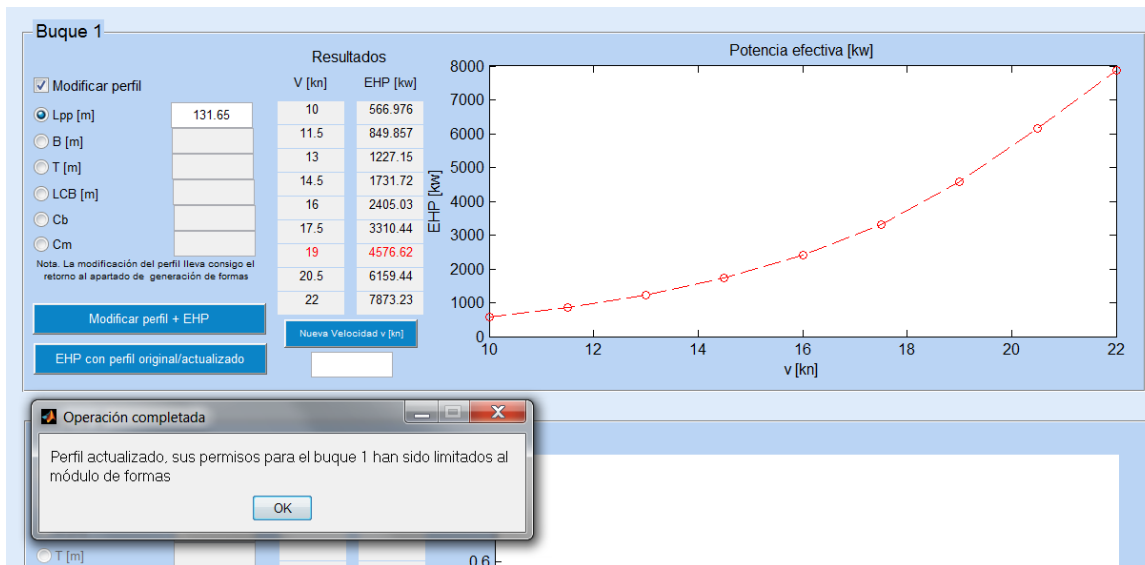 Buque 1
Modificar perfil
Lpp [m] 131.65
B [m]
T [m]
LCB [m]
Cb
Cm
Nota. La modificación del perfil lleva consigo el
retorno al apartado de generación de formas
Modificar perfil + EHP
EHP con perfil original/actualizado
Resultados
V [kn] EHP [kw]
10 566.976
11.5 849.857
13 1227.15
14.5 1731.72
16 2405.03
17.5 3310.44
19 4576.62
20.5 6159.44
22 7873.23
Nueva Velocidad v [kn]
Potencia efectiva [kw]
EHP [kw]
8000
7000
6000
5000
4000
3000
2000
1000
0
10 12 14 16 18 20 22
v [kn]
Operación completada
Perfil actualizado, sus permisos para el buque 1 han sido limitados al
módulo de formas
OK
T [m]
0.6